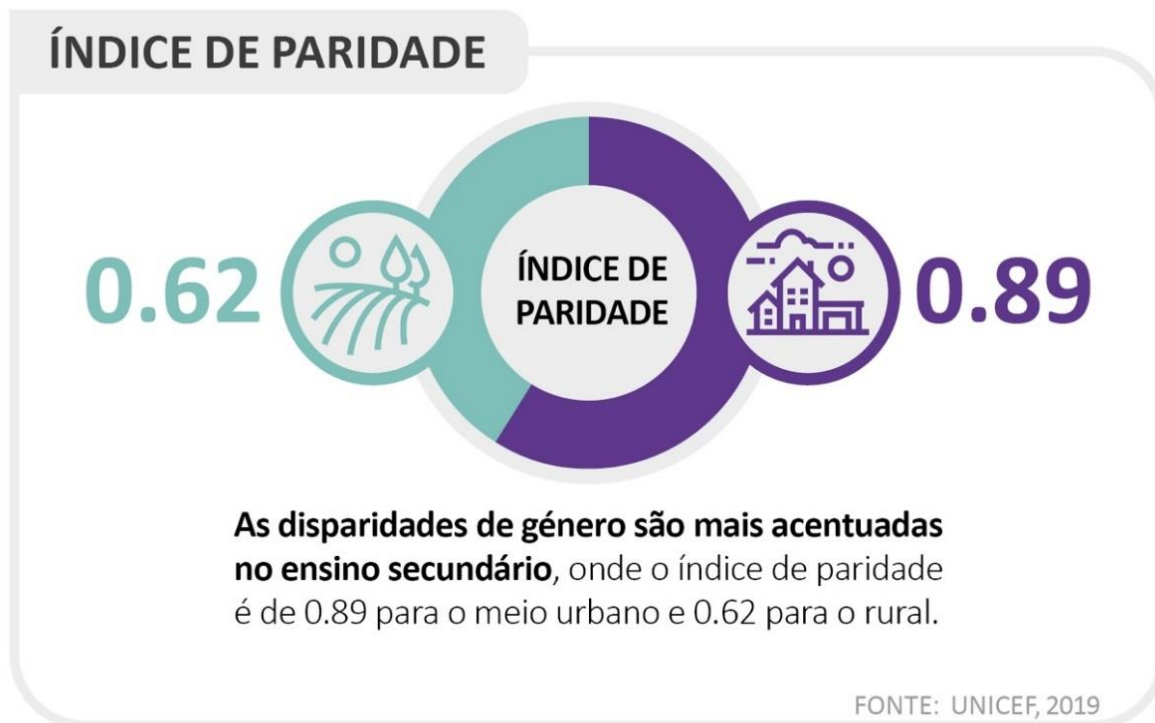 ÍNDICE DE PARIDADE
0.62
ÍNDICE DE
PARIDADE
0.89
As disparidades de género são mais acentuadas
no ensino secundário, onde o índice de paridade
é de 0.89 para o meio urbano e 0.62 para o rural.
FONTE: UNICEF, 2019